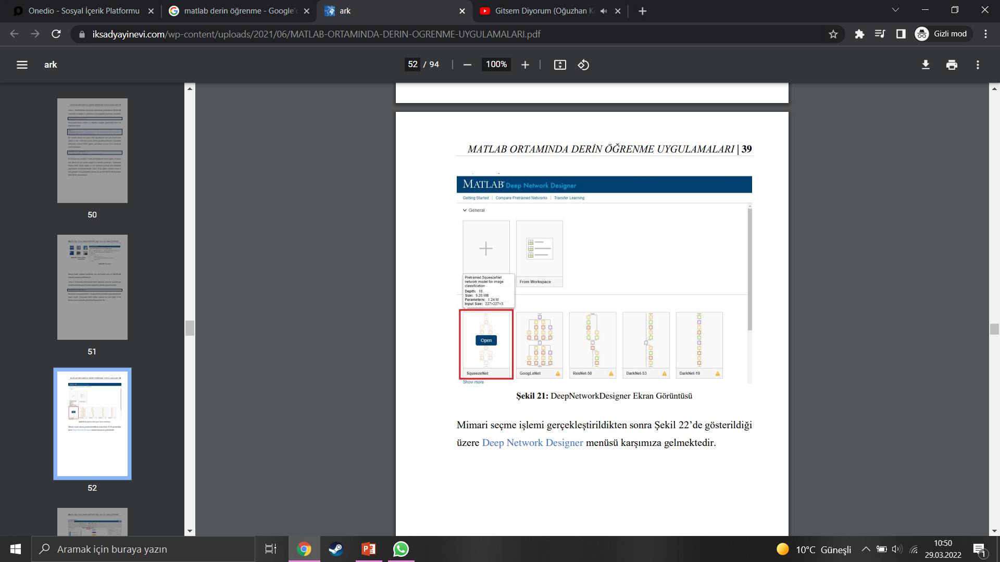 Onedio - Sosyal İçerik Platformu
matlab derin öğrenme - Google'
ark
Gitsem Diyorum (Oğuzhan K
iksadyayinevi.com/wp-content/uploads/2021/06/MATLAB-ORTAMINDA-DERIN-OGRENME-UYGULAMALARI.pdf
Gizli mod
ark
52 / 94
100%
50
51
52
MATLAB ORTAMINDA DERİN ÖĞRENME UYGULAMALARI | 39
MATLAB Deep Network Designer
Getting Started | Compare Pretrained Networks | Transfer Learning
General
From Workspace
Pretrained SqueezeNet
network model for image
classification
Depth: 18
Size: 5.20 MB
Parameters: 1.24 M
Input Size: 227×227×3
Open
SqueezeNet
GoogLeNet
ResNet-50
DarkNet-53
DarkNet-19
Show more
Şekil 21: DeepNetworkDesigner Ekran Görüntüsü
Mimari seçme işlemi gerçekleştirildikten sonra Şekil 22’de gösterildiği
üzere Deep Network Designer menüsü karşımıza gelmektedir.
Aramak için buraya yazın
10°C Güneşli
10:50
29.03.2022
1